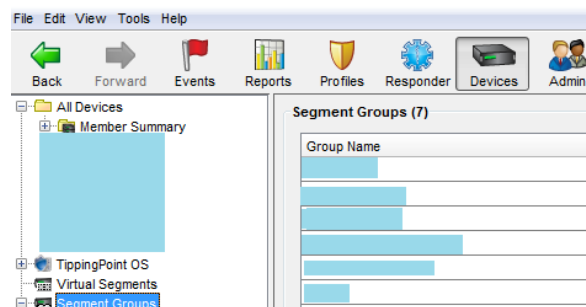 File Edit View Tools Help
Back Forward Events Reports Profiles Responder Devices Admin
All Devices
Member Summary
TippingPoint OS
Virtual Segments
Segment Groups
Segment Groups (7)
Group Name